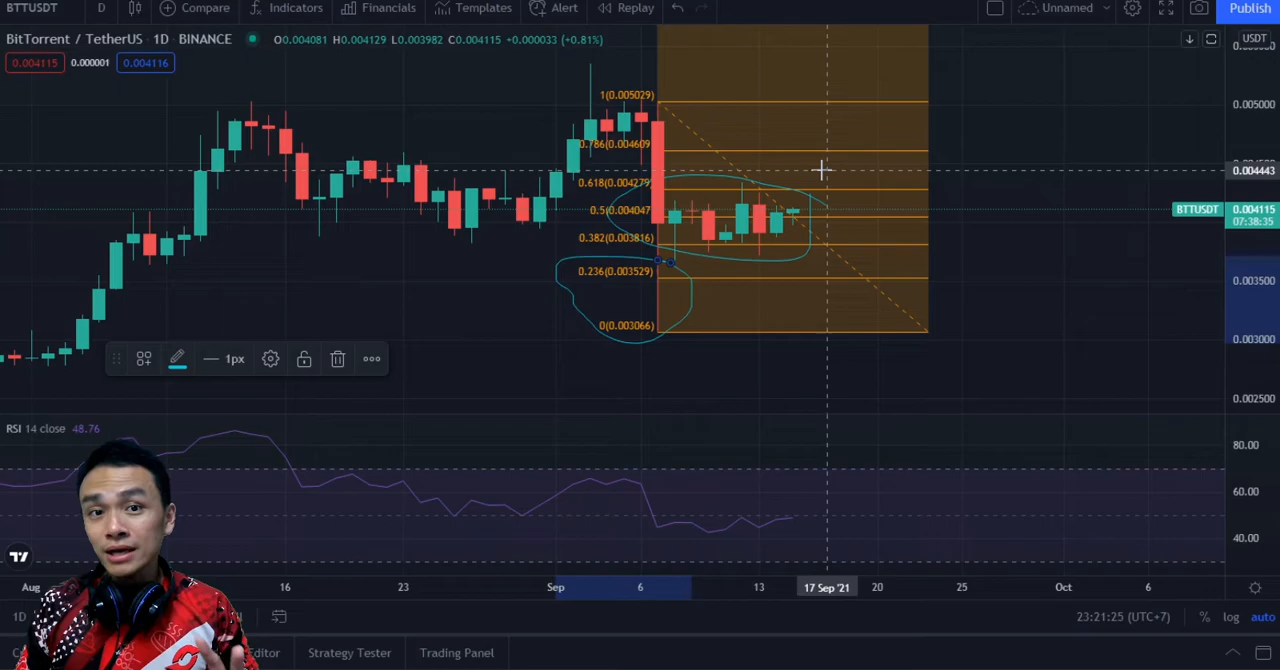 BTTUSDT D Compare Indicators Financials Templates Alert Replay Unnamed Publish
BitTorrent / TetherUS · 1D · BINANCE O0.004081 H0.004129 L0.003982 C0.004115 +0.000033 (+0.81%) USDT
0.004115 0.000001 0.004116
1(0.005029)
0.005000
0.786(0.004609)
0.004443
0.618(0.004279)
0.5(0.004047)
BTTUSDT 0.004115
07:38:35
0.382(0.003816)
0.236(0.003529)
0.003500
0(0.003066)
0.003000
1px
0.002500
RSI 14 close 48.76
80.00
60.00
40.00
Aug 16 23 Sep 6 13 17 Sep '21 20 25 Oct 6
1D 23:21:25 (UTC+7) % log auto
Editor Strategy Tester Trading Panel